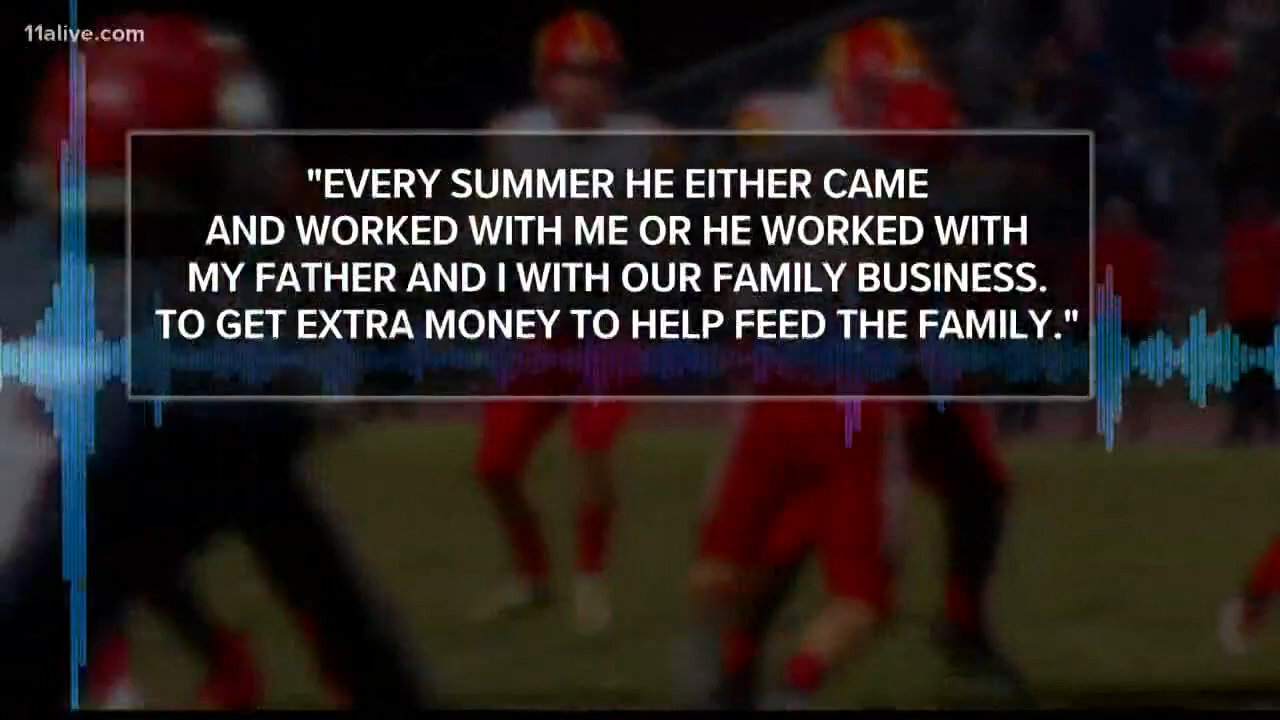 11alive.com
"EVERY SUMMER HE EITHER CAME
AND WORKED WITH ME OR HE WORKED WITH
MY FATHER AND I WITH OUR FAMILY BUSINESS.
TO GET EXTRA MONEY TO HELP FEED THE FAMILY."